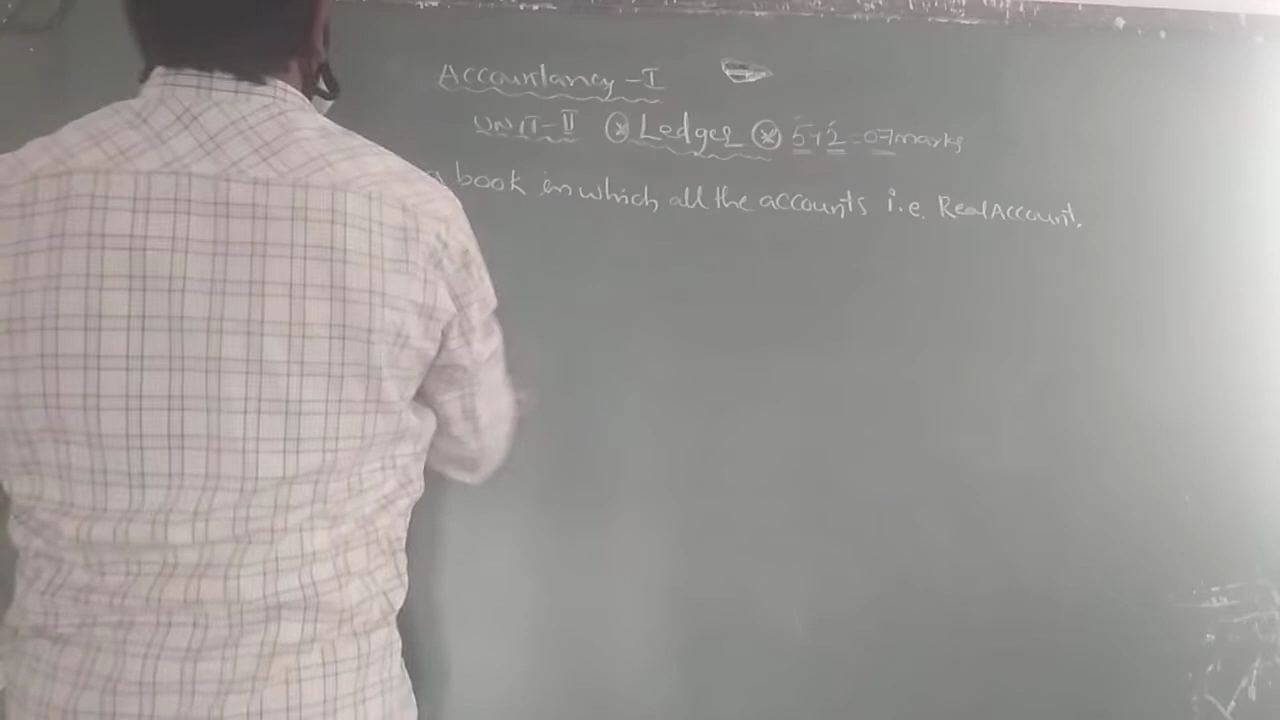 Accountancy - I
UNIT-II ⊛ Ledger ⊛ 5+2=07marks
a book in which all the accounts i.e. Real Account,